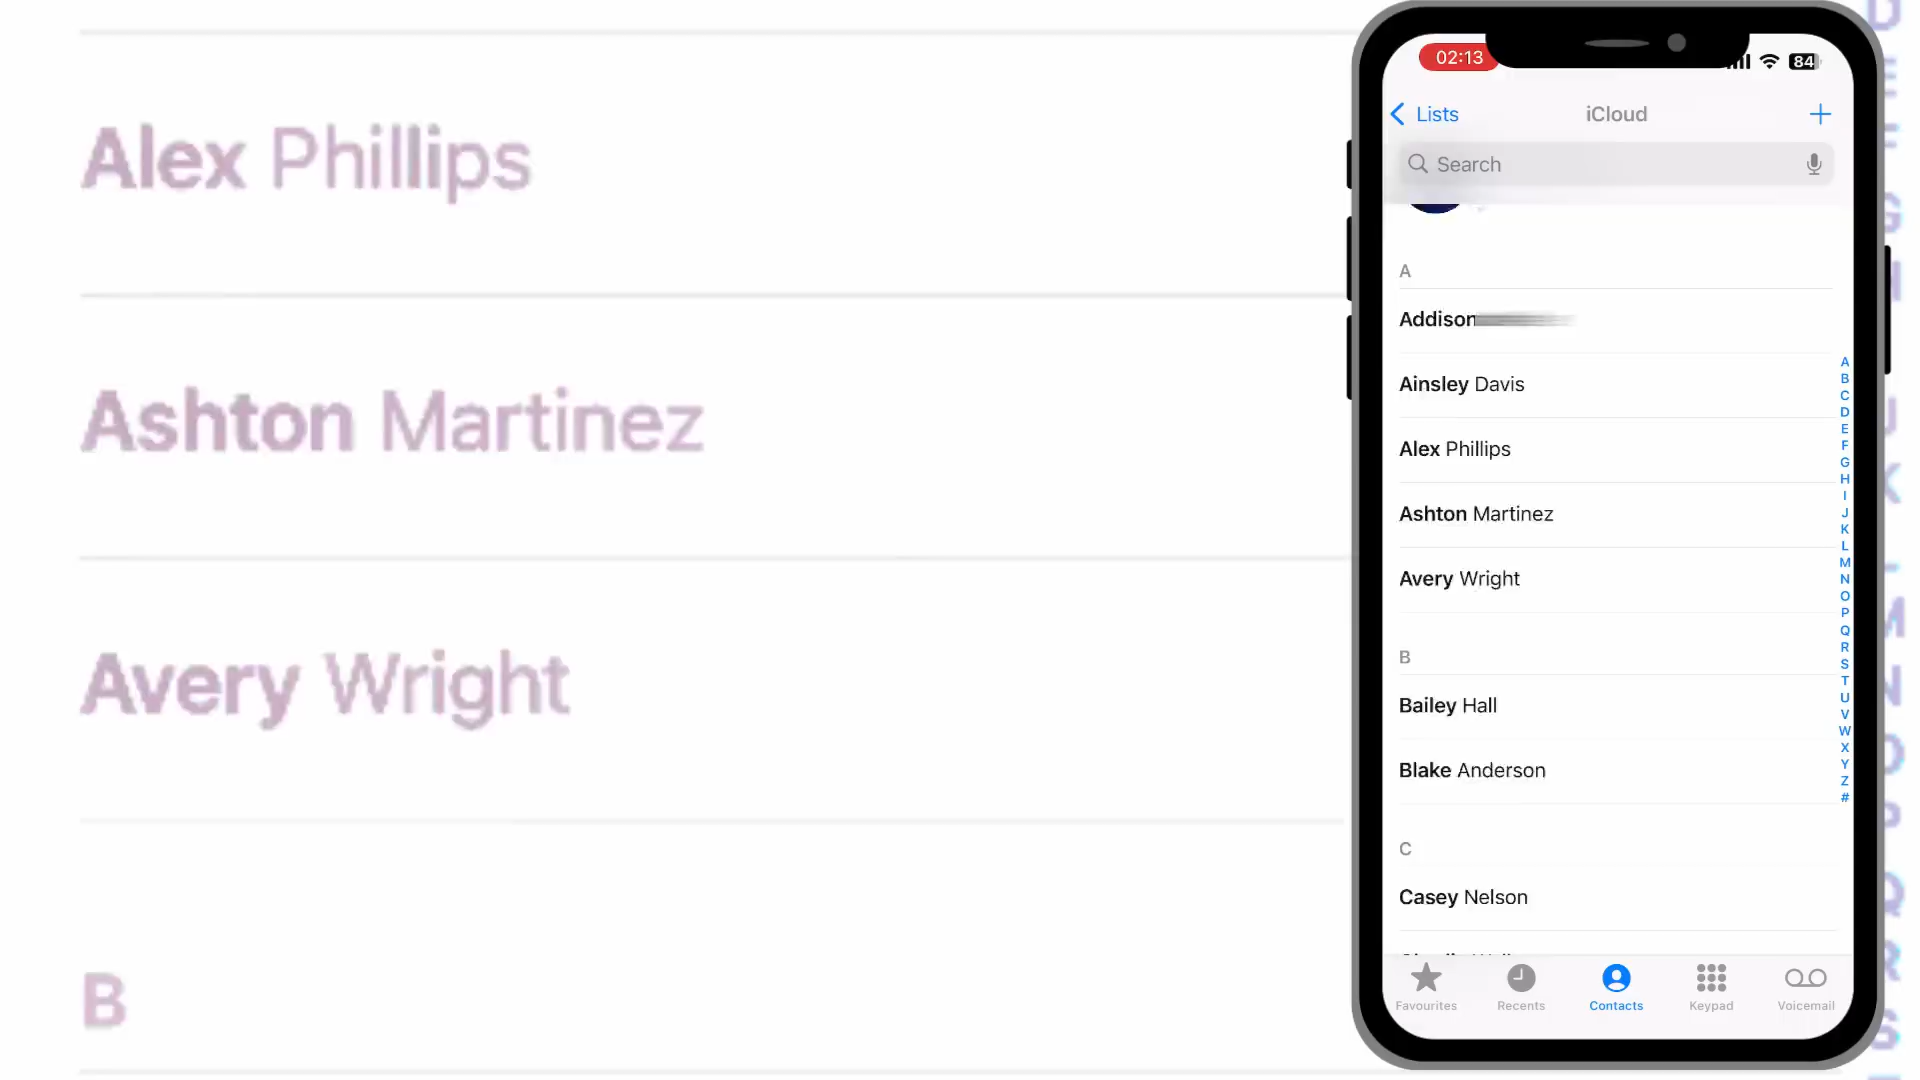 Alex Phillips
Ashton Martinez
Avery Wright
B
02:13
84
Lists
iCloud
Search
A
Addison
Ainsley Davis
Alex Phillips
Ashton Martinez
Avery Wright
B
Bailey Hall
Blake Anderson
C
Casey Nelson
A
B
C
D
E
F
G
H
I
J
K
L
M
N
O
P
Q
R
S
T
U
V
W
X
Y
Z
#
Favourites
Recents
Contacts
Keypad
Voicemail